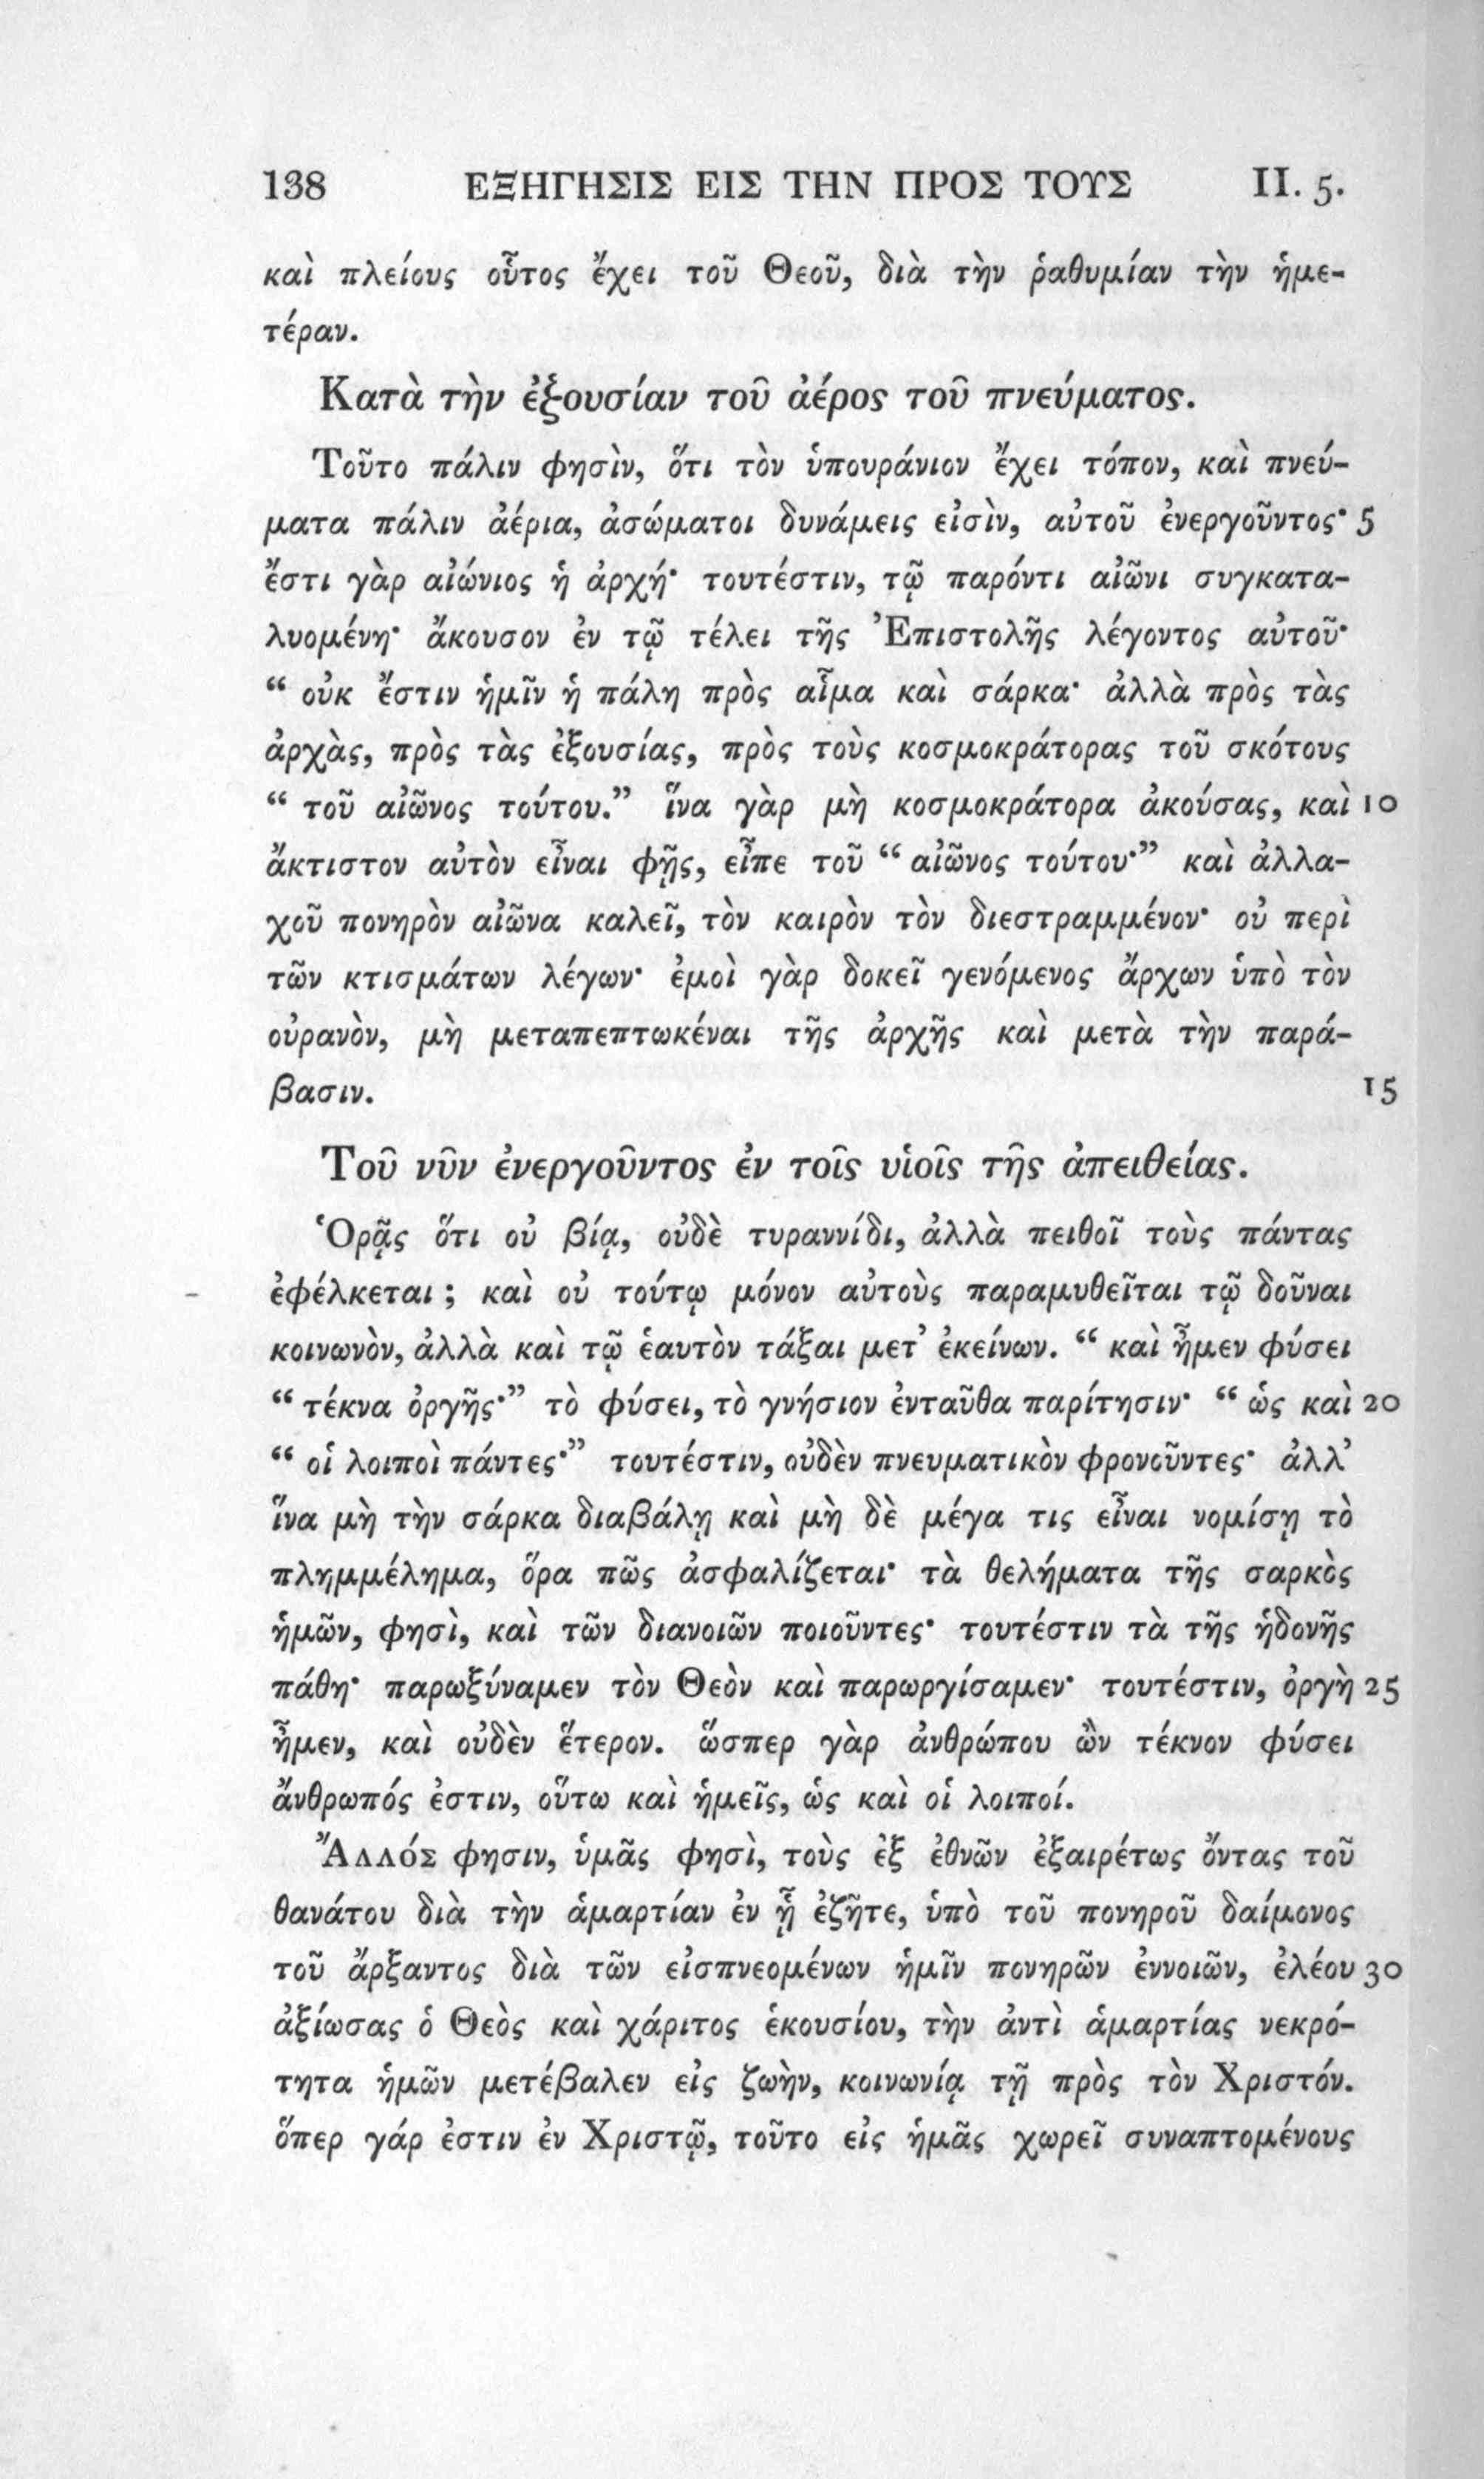 138 ΕΞΗΓΗΣΙΣ ΕΙΣ ΤΗΝ ΠΡΟΣ ΤΟΥΣ II. 5.
καὶ πλείους οὗτος ἔχει τοῦ Θεοῦ, διὰ τὴν ῥαθυμίαν τὴν ἡμε-
τέραν.
Κατὰ τὴν ἐξουσίαν τοῦ ἀέρος τοῦ πνεύματος.
Τοῦτο πάλιν φησὶν, ὅτι τὸν ὑπουράνιον ἔχει τόπον, καὶ πνεύ-
ματα πάλιν ἀέρια, ἀσώματοι δυνάμεις εἰσὶν, αὐτοῦ ἐνεργοῦντος· 5
ἔστι γὰρ αἰώνιος ἡ ἀρχή· τουτέστιν, τῷ παρόντι αἰῶνι συγκατα-
λυομένη· ἄκουσον ἐν τῷ τέλει τῆς Ἐπιστολῆς λέγοντος αὐτοῦ·
“ οὐκ ἔστιν ἡμῖν ἡ πάλη πρὸς αἷμα καὶ σάρκα· ἀλλὰ πρὸς τὰς
ἀρχὰς, πρὸς τὰς ἐξουσίας, πρὸς τοὺς κοσμοκράτορας τοῦ σκότους
“ τοῦ αἰῶνος τούτου.” ἵνα γὰρ μὴ κοσμοκράτορα ἀκούσας, καὶ 10
ἄκτιστον αὐτὸν εἶναι φῇς, εἶπε τοῦ “ αἰῶνος τούτου·” καὶ ἀλλα-
χοῦ πονηρὸν αἰῶνα καλεῖ, τὸν καιρὸν τὸν διεστραμμένον· οὐ περὶ
τῶν κτισμάτων λέγων· ἐμοὶ γὰρ δοκεῖ γενόμενος ἄρχων ὑπὸ τὸν
οὐρανὸν, μὴ μεταπεπτωκέναι τῆς ἀρχῆς καὶ μετὰ τὴν παρά-
βασιν. 15
Τοῦ νῦν ἐνεργοῦντος ἐν τοῖς υἱοῖς τῆς ἀπειθείας.
Ὁρᾷς ὅτι οὐ βίᾳ, οὐδὲ τυραννίδι, ἀλλὰ πειθοῖ τοὺς πάντας
ἐφέλκεται ; καὶ οὐ τούτῳ μόνον αὐτοὺς παραμυθεῖται τῷ δοῦναι
κοινωνὸν, ἀλλὰ καὶ τῷ ἑαυτὸν τάξαι μετ’ ἐκείνων. “ καὶ ἦμεν φύσει
“ τέκνα ὀργῆς·” τὸ φύσει, τὸ γνήσιον ἐνταῦθα παρίτησιν· “ ὡς καὶ 20
“ οἱ λοιποὶ πάντες·” τουτέστιν, οὐδὲν πνευματικὸν φρονοῦντες· ἀλλ’
ἵνα μὴ τὴν σάρκα διαβάλῃ καὶ μὴ δὲ μέγα τις εἶναι νομίσῃ τὸ
πλημμέλημα, ὅρα πῶς ἀσφαλίζεται· τὰ θελήματα τῆς σαρκὸς
ἡμῶν, φησὶ, καὶ τῶν διανοιῶν ποιοῦντες· τουτέστιν τὰ τῆς ἡδονῆς
πάθη· παρωξύναμεν τὸν Θεὸν καὶ παρωργίσαμεν· τουτέστιν, ὀργὴ 25
ἦμεν, καὶ οὐδὲν ἕτερον. ὥσπερ γὰρ ἀνθρώπου ὢν τέκνον φύσει
ἄνθρωπός ἐστιν, οὕτω καὶ ἡμεῖς, ὡς καὶ οἱ λοιποί.
Ἄλλός φησιν, ὑμᾶς φησὶ, τοὺς ἐξ ἐθνῶν ἐξαιρέτως ὄντας τοῦ
θανάτου διὰ τὴν ἁμαρτίαν ἐν ᾗ ἐζῆτε, ὑπὸ τοῦ πονηροῦ δαίμονος
τοῦ ἄρξαντος διὰ τῶν εἰσπνεομένων ἡμῖν πονηρῶν ἐννοιῶν, ἐλέου 30
ἀξίωσας ὁ Θεὸς καὶ χάριτος ἑκουσίου, τὴν ἀντὶ ἁμαρτίας νεκρό-
τητα ἡμῶν μετέβαλεν εἰς ζωὴν, κοινωνίᾳ τῇ πρὸς τὸν Χριστόν.
ὅπερ γάρ ἐστιν ἐν Χριστῷ, τοῦτο εἰς ἡμᾶς χωρεῖ συναπτομένους